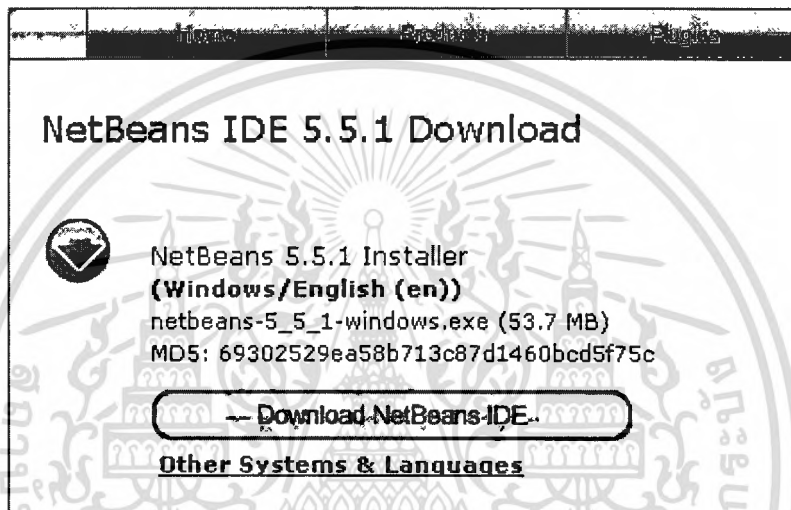 Home Products Plugins
NetBeans IDE 5.5.1 Download
NetBeans 5.5.1 Installer
(Windows/English (en))
netbeans-5_5_1-windows.exe (53.7 MB)
MD5: 69302529ea58b713c87d1460bcd5f75c
Download NetBeans IDE
Other Systems & Languages